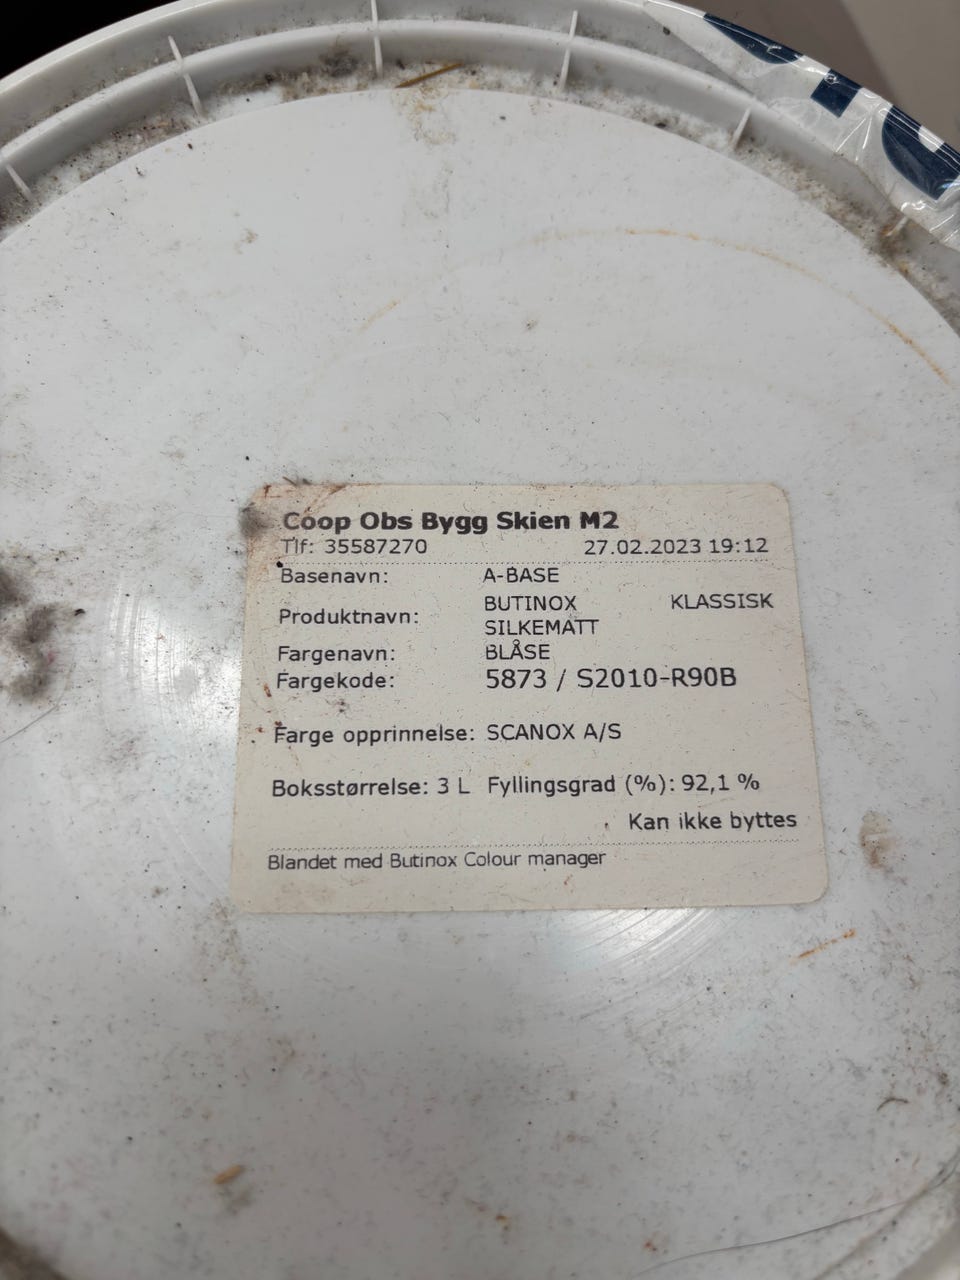 Coop Obs Bygg Skien M2
Tlf: 35587270 27.02.2023 19:12
Basenavn: A-BASE
Produktnavn: BUTINOX KLASSISK
SILKEMATT
Fargenavn: BLÅSE
Fargekode: 5873 / S2010-R90B
Farge opprinnelse: SCANOX A/S
Boksstørrelse: 3 L Fyllingsgrad (%): 92,1 %
Kan ikke byttes
Blandet med Butinox Colour manager